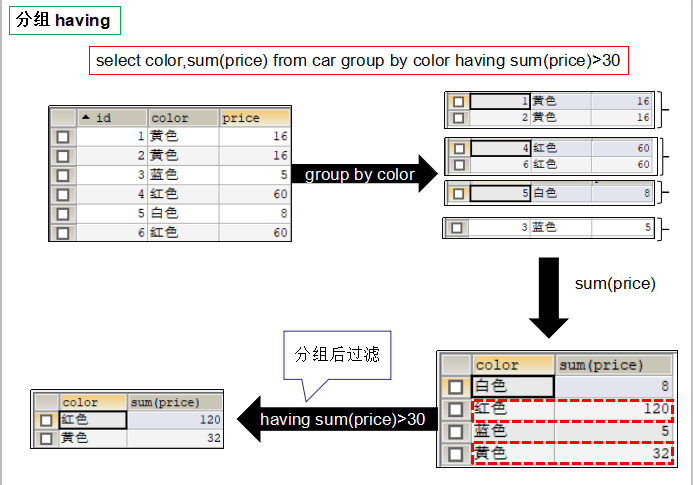 分组 having
select color,sum(price) from car group by color having sum(price)>30
id color price
1 黄色 16
2 黄色 16
3 蓝色 5
4 红色 60
5 白色 8
6 红色 60
group by color
1 黄色 16
2 黄色 16
4 红色 60
6 红色 60
5 白色 8
3 蓝色 5
sum(price)
color sum(price)
白色 8
红色 120
蓝色 5
黄色 32
分组后过滤
having sum(price)>30
color sum(price)
红色 120
黄色 32